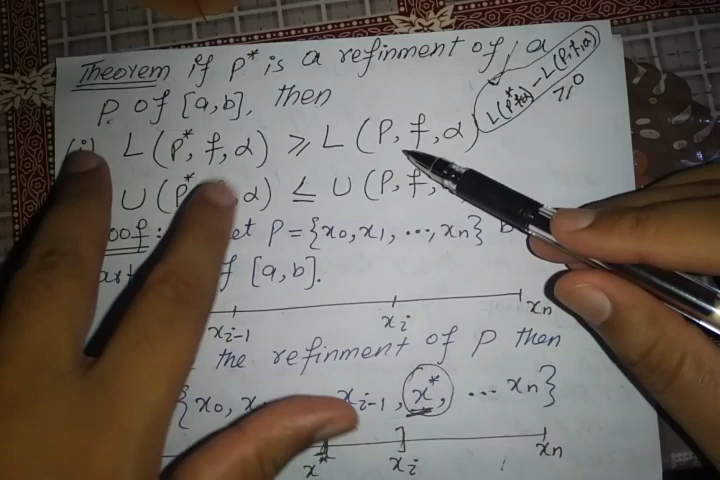 Theorem if P* is a refinment of a
P of [a,b], then
L(P*,f,α) - L(P,f,α) ≥ 0
(i) L(P*, f, α) ≥ L(P, f, α)
U(P*, α) ≤ U(P, f,
oof: et P = {x₀, x₁, ..., xₙ} b
f [a,b].
xᵢ₋₁ xᵢ xₙ
the refinment of P then
{x₀, xᵢ₋₁, x*, ... xₙ}
x* xᵢ xₙ